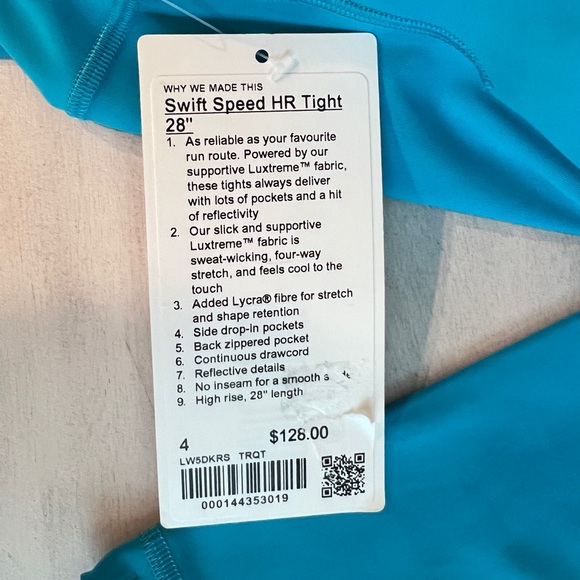 WHY WE MADE THIS
Swift Speed HR Tight
28"
1. As reliable as your favourite
run route. Powered by our
supportive Luxtreme™ fabric,
these tights always deliver
with lots of pockets and a hit
of reflectivity
2. Our slick and supportive
Luxtreme™ fabric is
sweat-wicking, four-way
stretch, and feels cool to the
touch
3. Added Lycra® fibre for stretch
and shape retention
4. Side drop-in pockets
5. Back zippered pocket
6. Continuous drawcord
7. Reflective details
8. No inseam for a smooth
9. High rise, 28" length
4 $128.00
LW5DKRS TRQT
000144353019